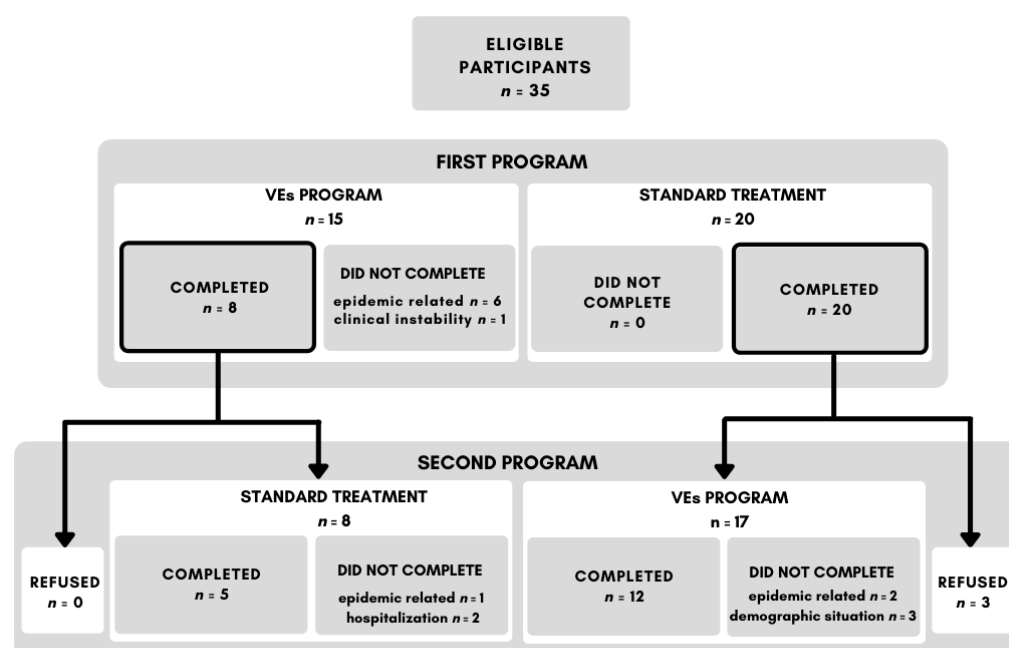 ELIGIBLE
PARTICIPANTS
n = 35
FIRST PROGRAM
VEs PROGRAM
n = 15
COMPLETED
n = 8
DID NOT COMPLETE
epidemic related n = 6
clinical instability n = 1
STANDARD TREATMENT
n = 20
DID NOT
COMPLETE
n = 0
COMPLETED
n = 20
SECOND PROGRAM
REFUSED
n = 0
STANDARD TREATMENT
n = 8
COMPLETED
n = 5
DID NOT COMPLETE
epidemic related n = 1
hospitalization n = 2
VEs PROGRAM
n = 17
COMPLETED
n = 12
DID NOT COMPLETE
epidemic related n = 2
demographic situation n = 3
REFUSED
n = 3